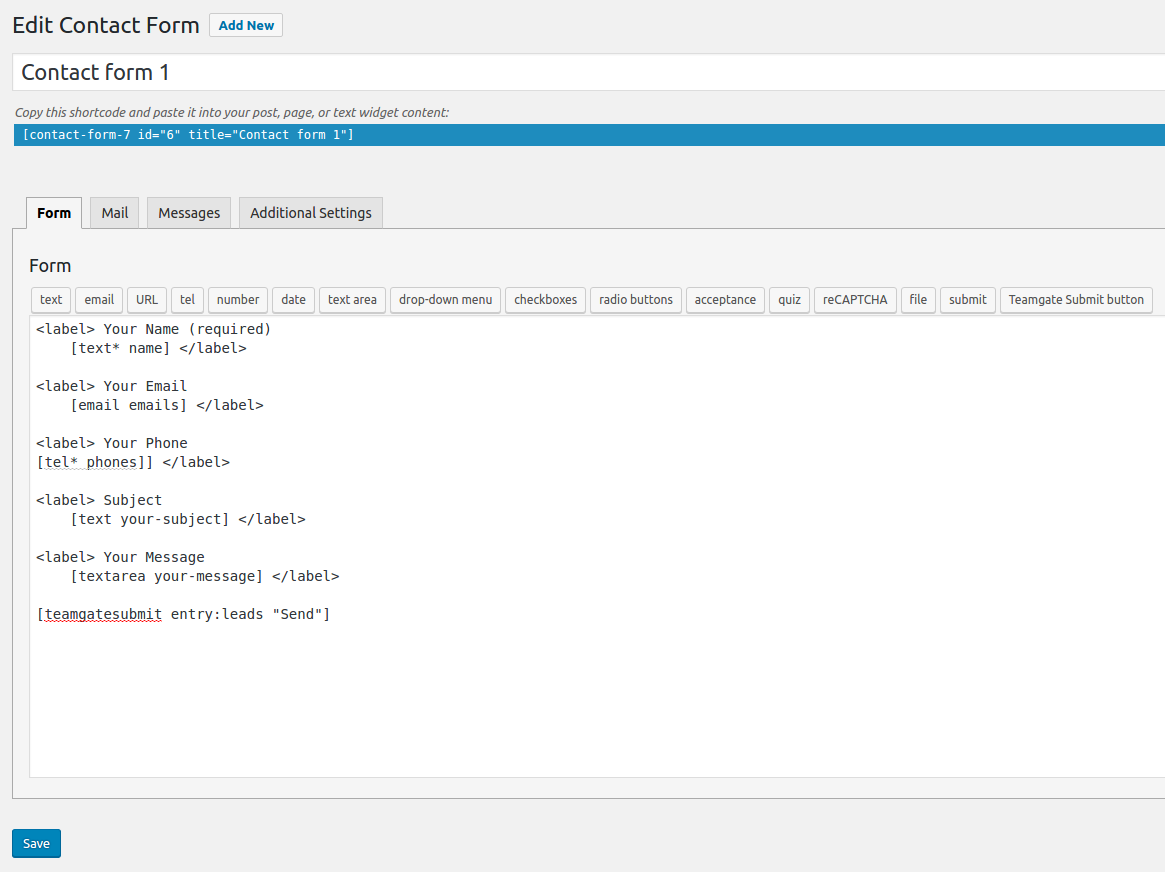 Edit Contact Form Add New
Contact form 1
Copy this shortcode and paste it into your post, page, or text widget content:
[contact-form-7 id="6" title="Contact form 1"]
Form Mail Messages Additional Settings
Form
text email URL tel number date text area drop-down menu checkboxes radio buttons acceptance quiz reCAPTCHA file submit Teamgate Submit button
<label> Your Name (required)
[text* name] </label>
<label> Your Email
[email emails] </label>
<label> Your Phone
[tel* phones]] </label>
<label> Subject
[text your-subject] </label>
<label> Your Message
[textarea your-message] </label>
[teamgatesubmit entry:leads "Send"]
Save